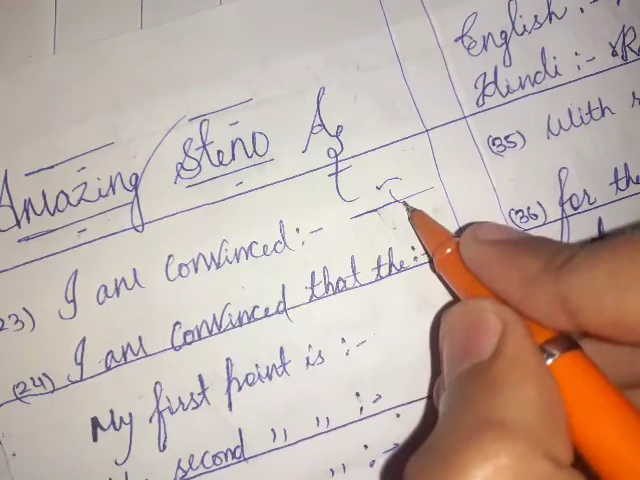 English :-
Hindi :-
Amazing Steno
(35) With
(36) for the
23) I am convinced :-
(24) I am convinced that the :-
My first point is :-
second ,, ,, :-
,, :-